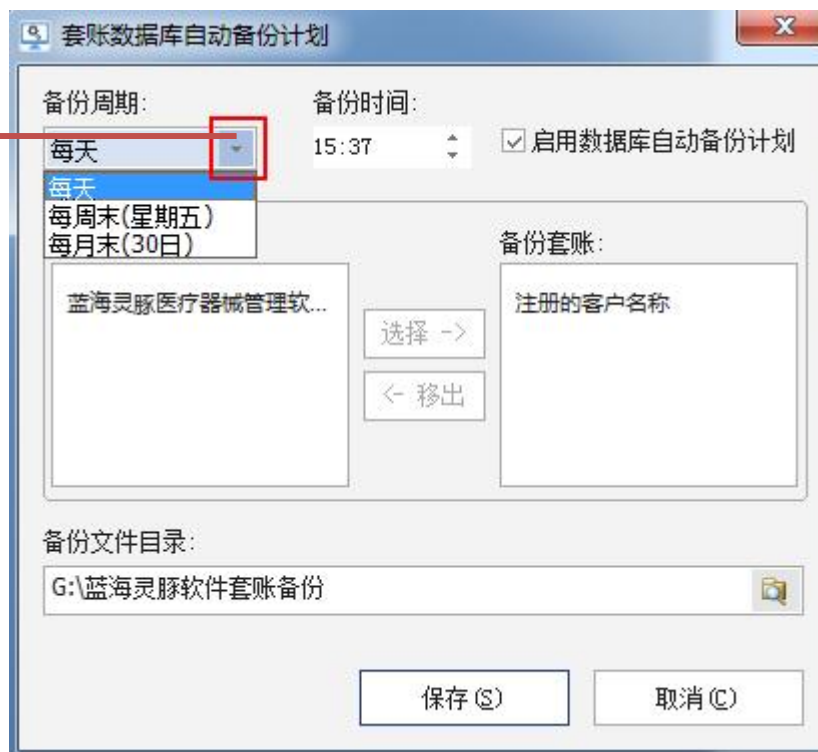 套账数据库自动备份计划
备份周期:
备份时间:
每天
15:37
启用数据库自动备份计划
每天
每周末(星期五)
每月末(30日)
备份套账:
蓝海灵豚医疗器械管理软...
注册的客户名称
选择 ->
<- 移出
备份文件目录:
G:\蓝海灵豚软件套账备份
保存(S)
取消(C)